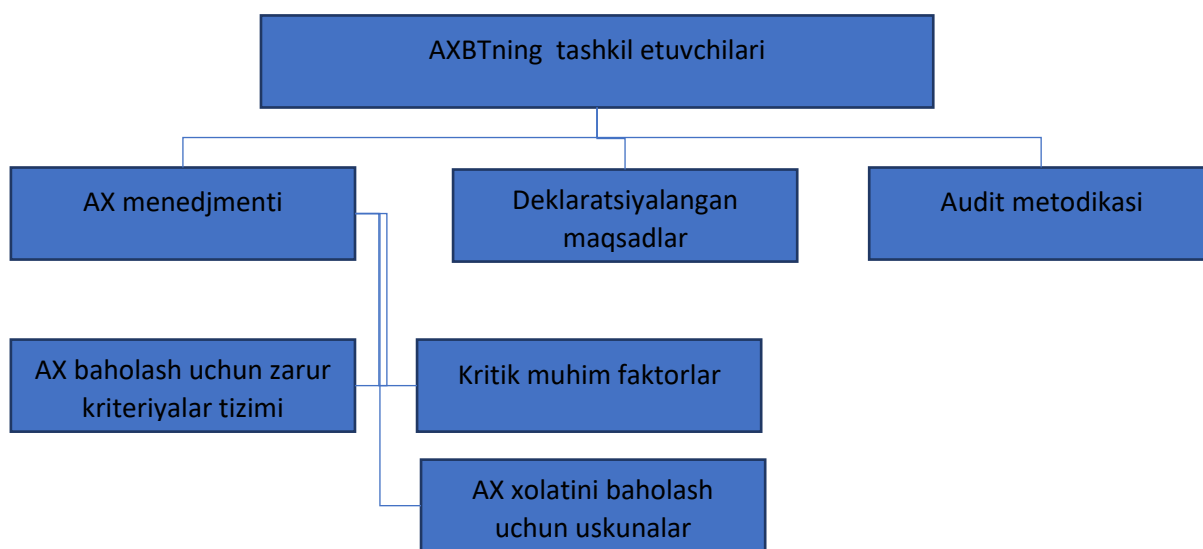 AXBTning tashkil etuvchilari
AX menedjmenti
Deklaratsiyalangan
maqsadlar
Audit metodikasi
AX baholash uchun zarur
kriteriyalar tizimi
Kritik muhim faktorlar
AX xolatini baholash
uchun uskunalar